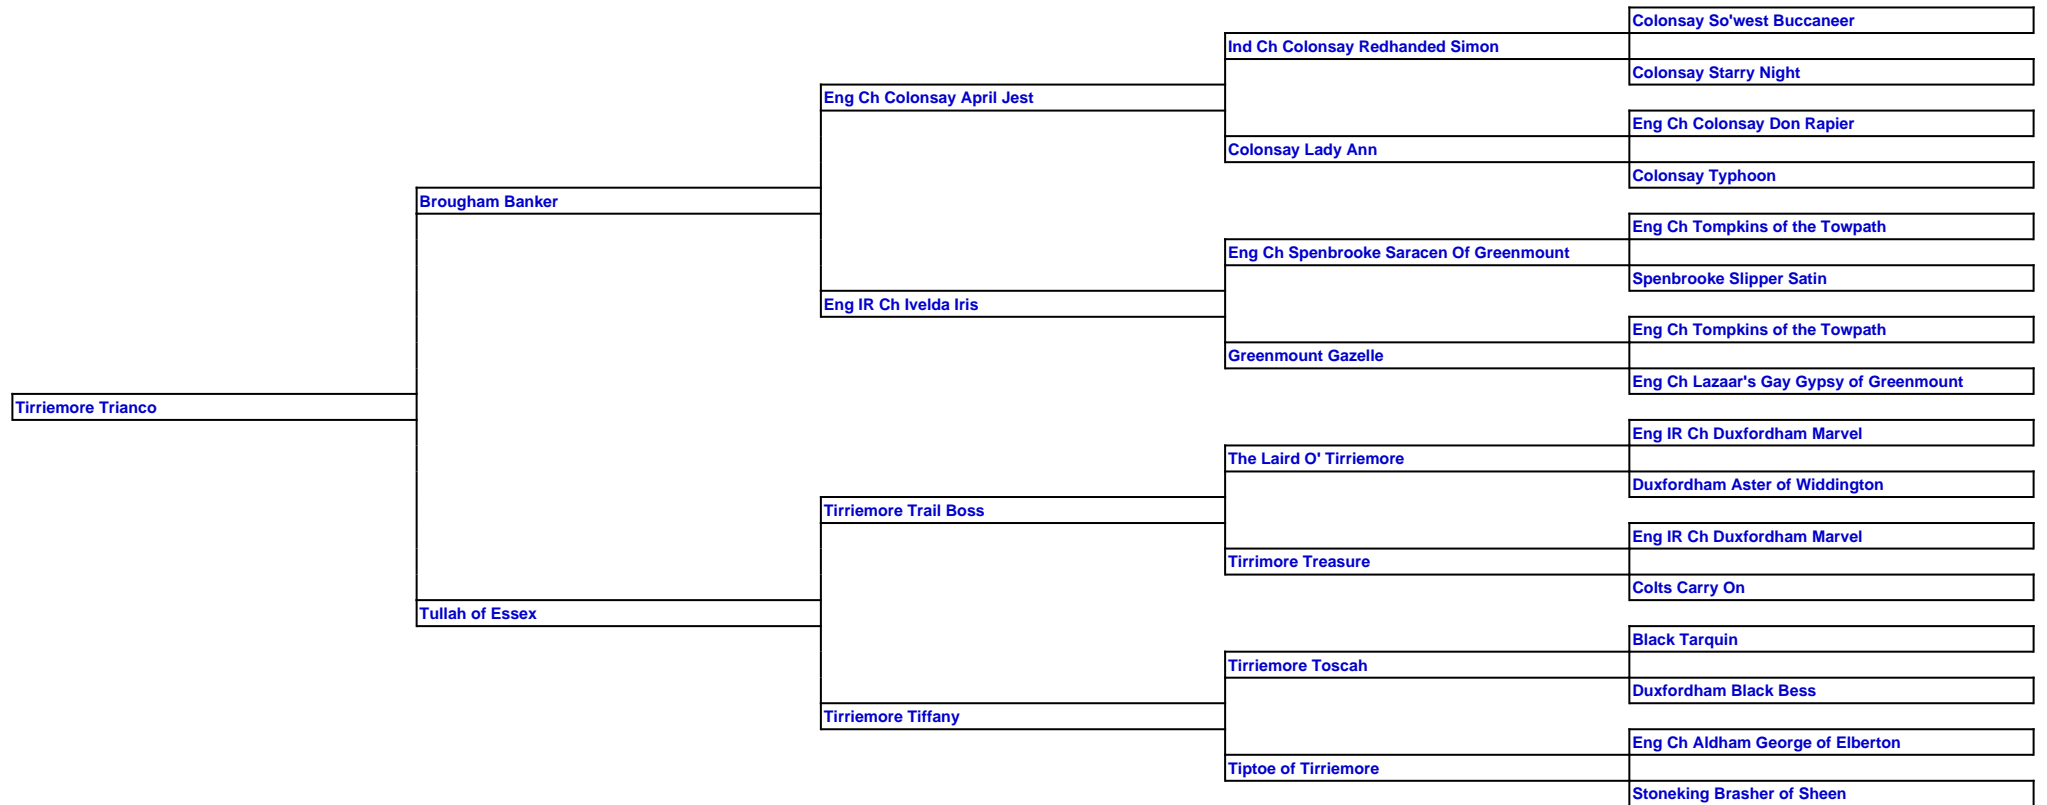 Colonsay So'west Buccaneer
Ind Ch Colonsay Redhanded Simon
Colonsay Starry Night
Eng Ch Colonsay April Jest
Eng Ch Colonsay Don Rapier
Colonsay Lady Ann
Colonsay Typhoon
Brougham Banker
Eng Ch Tompkins of the Towpath
Eng Ch Spenbrooke Saracen Of Greenmount
Spenbrooke Slipper Satin
Eng IR Ch Ivelda Iris
Eng Ch Tompkins of the Towpath
Greenmount Gazelle
Eng Ch Lazaar's Gay Gypsy of Greenmount
Tirriemore Trianco
Eng IR Ch Duxfordham Marvel
The Laird O' Tirriemore
Duxfordham Aster of Widdington
Tirriemore Trail Boss
Eng IR Ch Duxfordham Marvel
Tirrimore Treasure
Colts Carry On
Tullah of Essex
Black Tarquin
Tirriemore Toscah
Duxfordham Black Bess
Tirriemore Tiffany
Eng Ch Aldham George of Elberton
Tiptoe of Tirriemore
Stoneking Brasher of Sheen